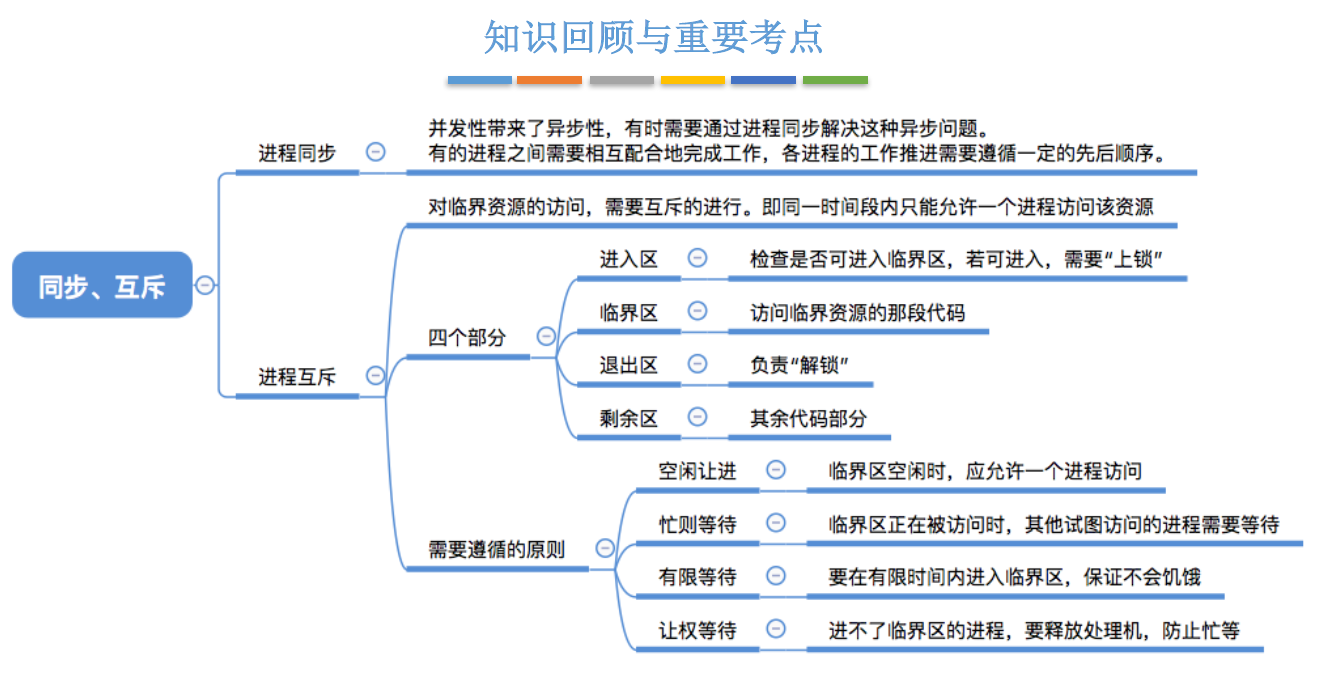 知识回顾与重要考点
并发性带来了异步性，有时需要通过进程同步解决这种异步问题。
进程同步
有的进程之间需要相互配合地完成工作，各进程的工作推进需要遵循一定的先后顺序。
对临界资源的访问，需要互斥的进行。即同一时间段内只能允许一个进程访问该资源
进入区 检查是否可进入临界区，若可进入，需要“上锁”
同步、互斥
临界区 访问临界资源的那段代码
四个部分
退出区 负责“解锁”
进程互斥
剩余区 其余代码部分
空闲让进 临界区空闲时，应允许一个进程访问
忙则等待 临界区正在被访问时，其他试图访问的进程需要等待
需要遵循的原则
有限等待 要在有限时间内进入临界区，保证不会饥饿
让权等待 进不了临界区的进程，要释放处理机，防止忙等